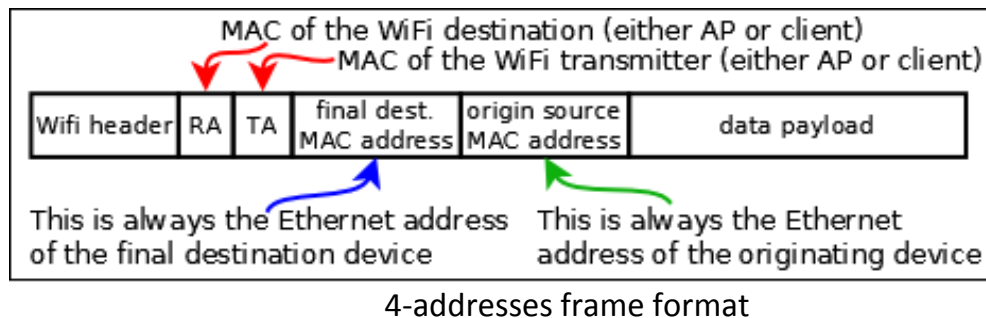 MAC of the WiFi destination (either AP or client)
MAC of the WiFi transmitter (either AP or client)
Wifi header RA TA final dest. MAC address origin source MAC address data payload
This is always the Ethernet address
of the final destination device
This is always the Ethernet
address of the originating device
4-addresses frame format